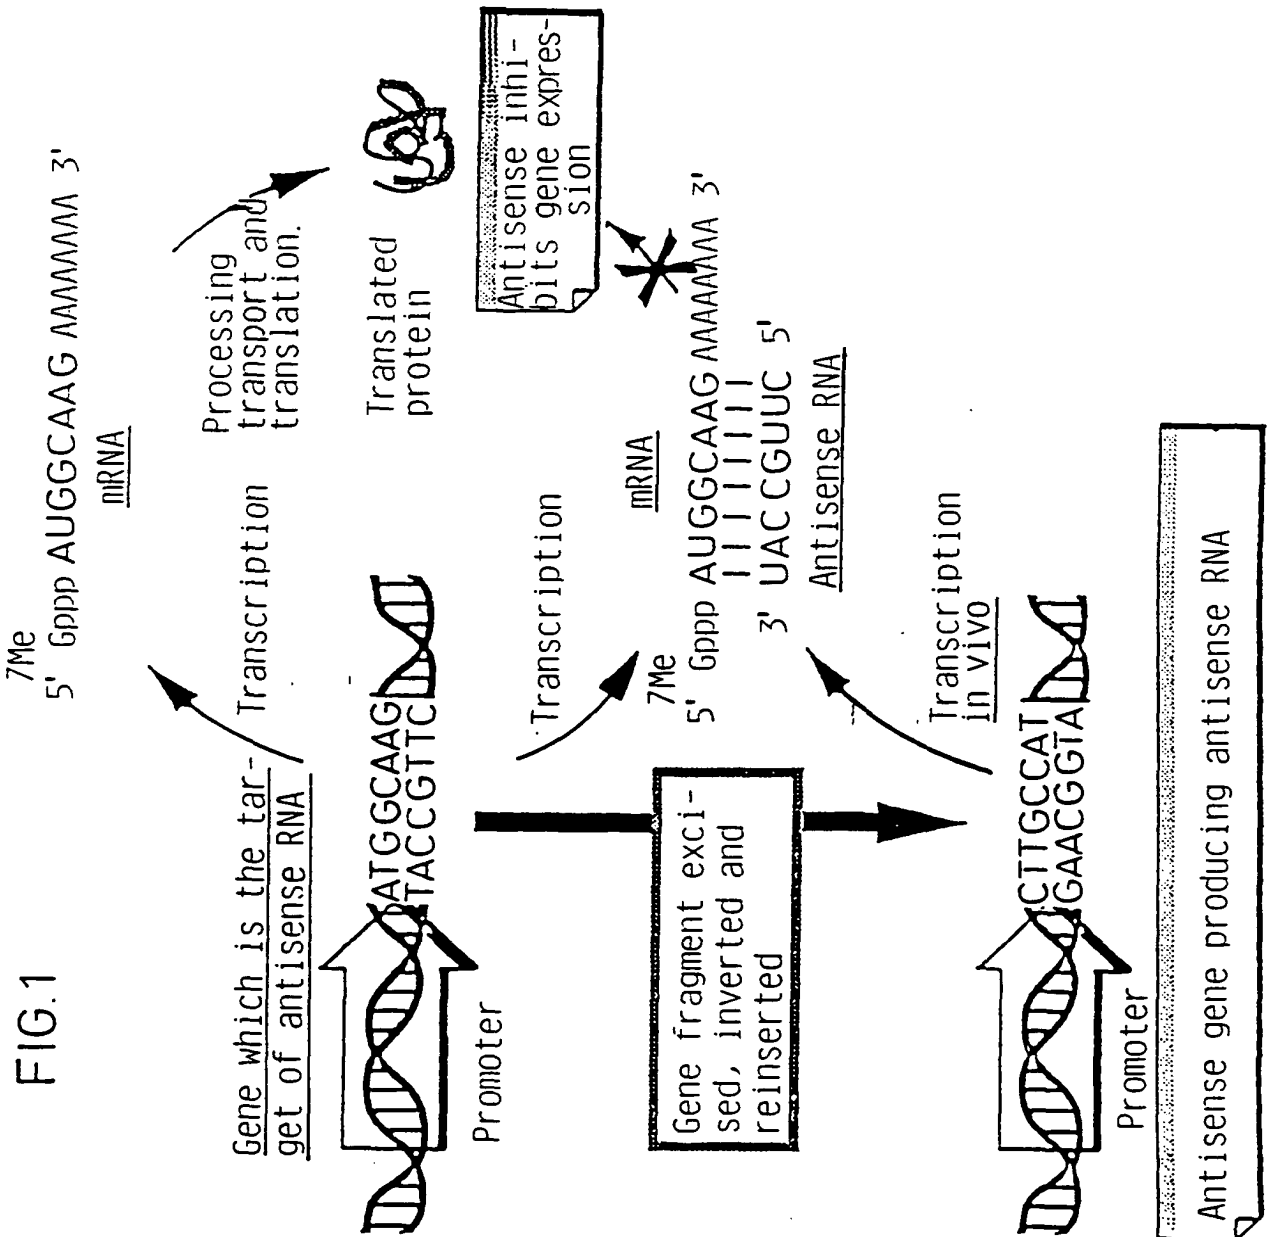 FIG.1
7Me
5' Gppp AUGGCAAG AAAAAAA 3'
mRNA
Gene which is the tar-
get of antisense RNA
Transcription
Processing
transport and
translation.
ATGGCAAG
TACCGTTC
Translated
protein
Promoter
Transcription
Antisense inhi-
bits gene expres-
sion
Gene fragment exci-
sed, inverted and
reinserted
mRNA
7Me
5' Gppp AUGGCAAG AAAAAAA 3'
3' UACCGUUC 5'
Antisense RNA
Transcription
in vivo
CTTGCCAT
GAACGGTA
Promoter
Antisense gene producing antisense RNA